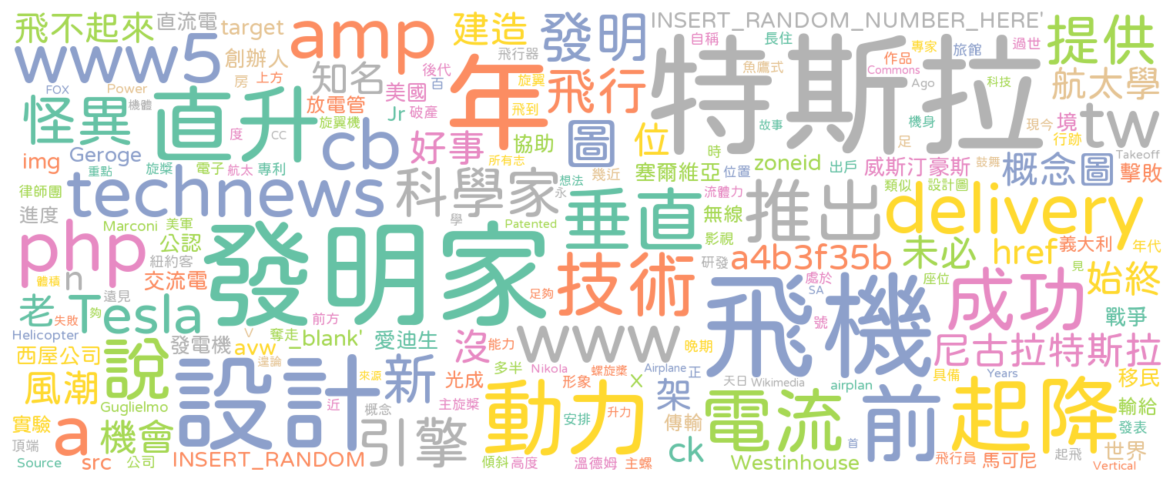 飛不起來 直流電 target amp 建造 發明 INSERT_RANDOM_NUMBER_HERE' 提供
www5 創辦人 知名 年 飛行器 自稱 長住 作品 專家 旅館 過世
FOX Power 房 上方 後代 百 旋翼 飛行 魚鷹式 特斯拉 Commons Ago 科技 航太學
怪異 機體 直升 放電管 美國 Jr 破產 飛到 圖 位 故事 機身 現今 境 tw
度 cc 旋翼機 cb 好事 協助 時 足 行跡
img Geroge 旋槳 電子 專利 所有志 塞爾維亞 位置 zoneid 出戶 威斯汀豪斯 鼓舞 概念圖 Takeoff 擊敗
重點 航太 technews 科學家 想法 幾近 流體力 類似 設計圖
律師團 永 垂直 推出 delivery
進度 Marconi 美軍 學 Patented 無線 影視
php 公認 紐約客 發明家 技術 研發 a4b3f35b 未必 href 義大利 年代
n 體積 遠見 交流電 足夠 處於 座位 見 始終
老 Tesla 夠 失敗 前方 飛機 SA 成功
Helicopter 奪走 _blank' 愛迪生 www 號 戰爭
V 發電機 avw 沒 能力 晚期 尼古拉特斯拉
西屋公司 說 來源 遑論 多半 Nikola 螺旋槳 Airplane 正
風潮 設計 新 光成 形象 X 架 天日 Wikimedia airplan 具備 Years 移民
Guglielmo 近 主旋槳 動力 電流 前 起降
實驗 a 機會 概念 引擎 安排 升力 傳輸 首 輸給 發表
頂端 ck 起飛 世界
Source 公司 src INSERT_RANDOM 傾斜 高度 溫德姆 主螺 Westinhouse 飛行員 馬可尼 Vertical